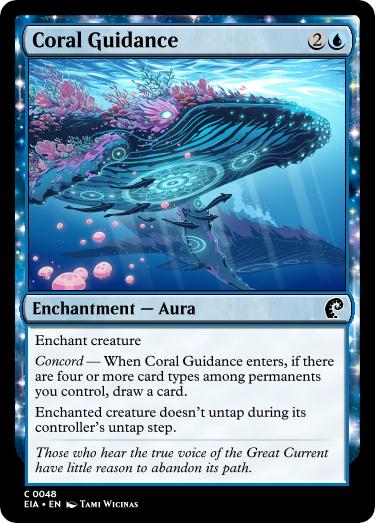 Coral Guidance 2
Enchantment — Aura
Enchant creature
Concord — When Coral Guidance enters, if there
are four or more card types among permanents
you control, draw a card.
Enchanted creature doesn't untap during its
controller's untap step.
Those who hear the true voice of the Great Current
have little reason to abandon its path.
C 0048
EIA • EN Tami Wicinas